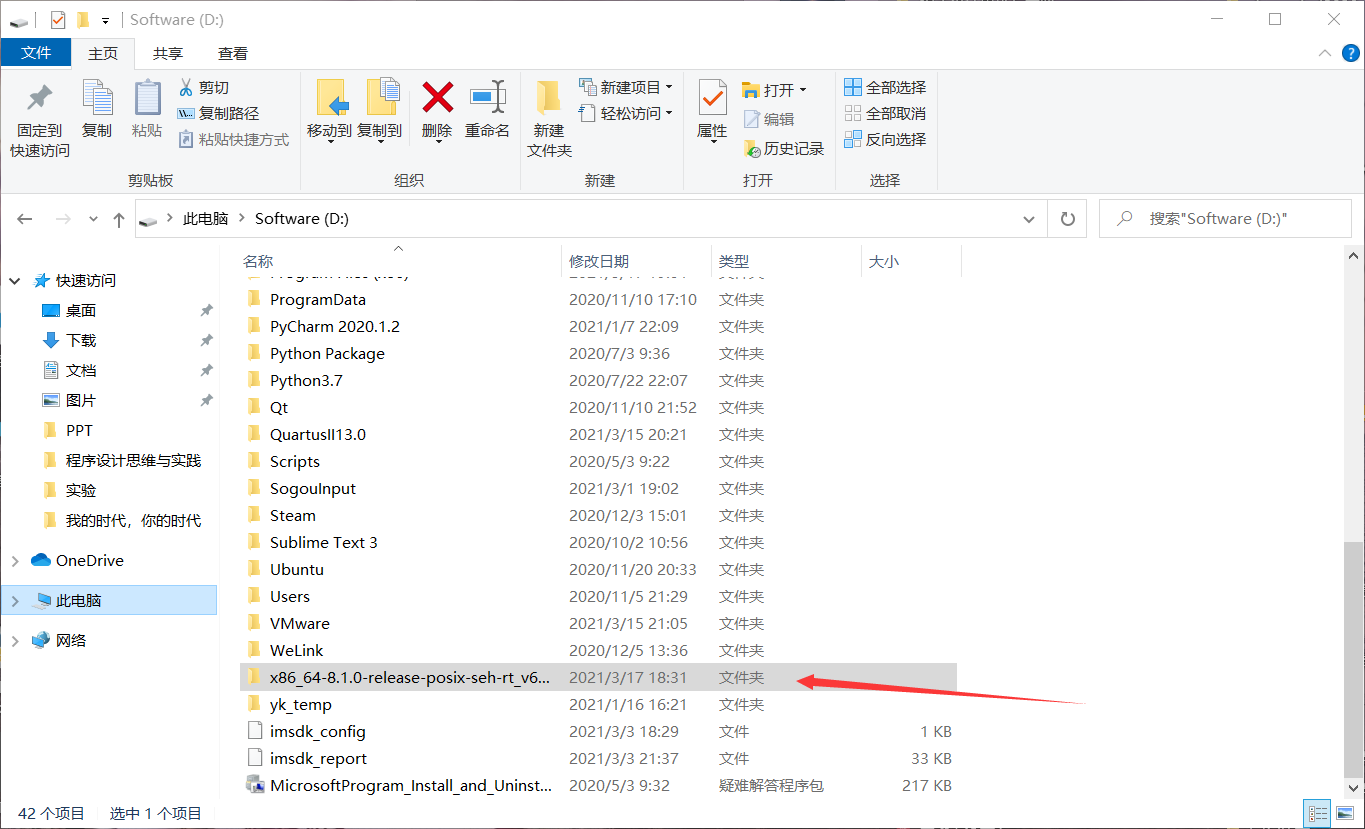 Software (D:)
文件 主页 共享 查看
固定到
快速访问
复制
粘贴
剪切
复制路径
粘贴快捷方式
剪贴板
移动到
复制到
删除
重命名
组织
新建
文件夹
新建项目
轻松访问
新建
属性
打开
编辑
历史记录
打开
全部选择
全部取消
反向选择
选择
此电脑 Software (D:)
搜索"Software (D:)"
快速访问
桌面
下载
文档
图片
PPT
程序设计思维与实践
实验
我的时代，你的时代
OneDrive
此电脑
网络
名称 修改日期 类型 大小
ProgramData 2020/11/10 17:10 文件夹
PyCharm 2020.1.2 2021/1/7 22:09 文件夹
Python Package 2020/7/3 9:36 文件夹
Python3.7 2020/7/22 22:07 文件夹
Qt 2020/11/10 21:52 文件夹
QuartusII13.0 2021/3/15 20:21 文件夹
Scripts 2020/5/3 9:22 文件夹
SogouInput 2021/3/1 19:02 文件夹
Steam 2020/12/3 15:01 文件夹
Sublime Text 3 2020/10/2 10:56 文件夹
Ubuntu 2020/11/20 20:33 文件夹
Users 2020/11/5 21:29 文件夹
VMware 2021/3/15 21:05 文件夹
WeLink 2020/12/5 13:36 文件夹
x86_64-8.1.0-release-posix-seh-rt_v6... 2021/3/17 18:31 文件夹
yk_temp 2021/1/16 16:21 文件夹
imsdk_config 2021/3/3 18:29 文件 1 KB
imsdk_report 2021/3/3 21:37 文件 33 KB
MicrosoftProgram_Install_and_Uninst... 2020/5/3 9:32 疑难解答程序包 217 KB
42 个项目 选中 1 个项目